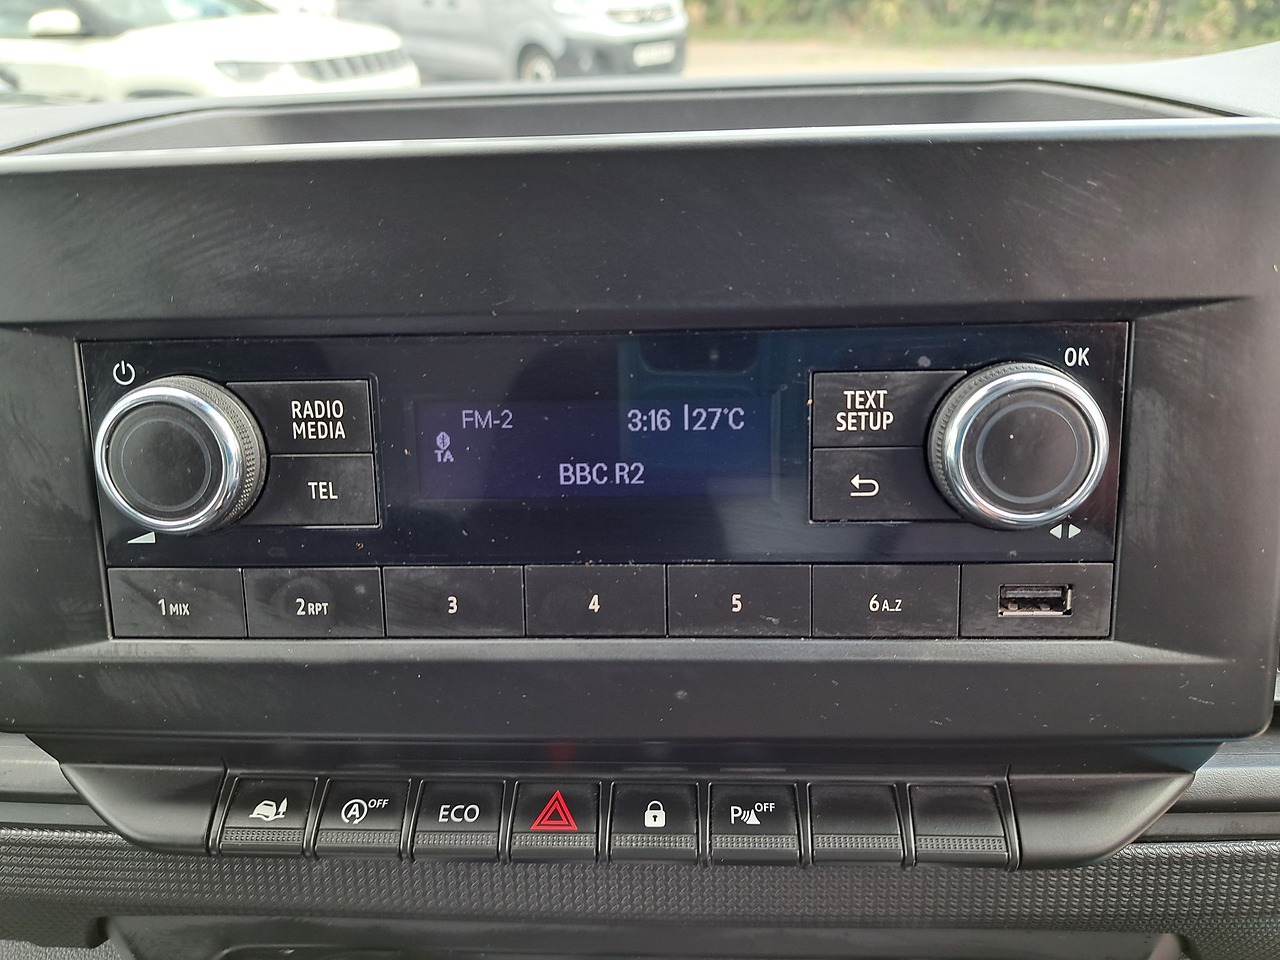 OK
RADIO
MEDIA
TEL
FM-2 3:16 27°C
TA
BBC.R2
TEXT
SETUP
1 MIX
2 RPT
3
4
5
6 A_Z
A OFF
ECO
P OFF